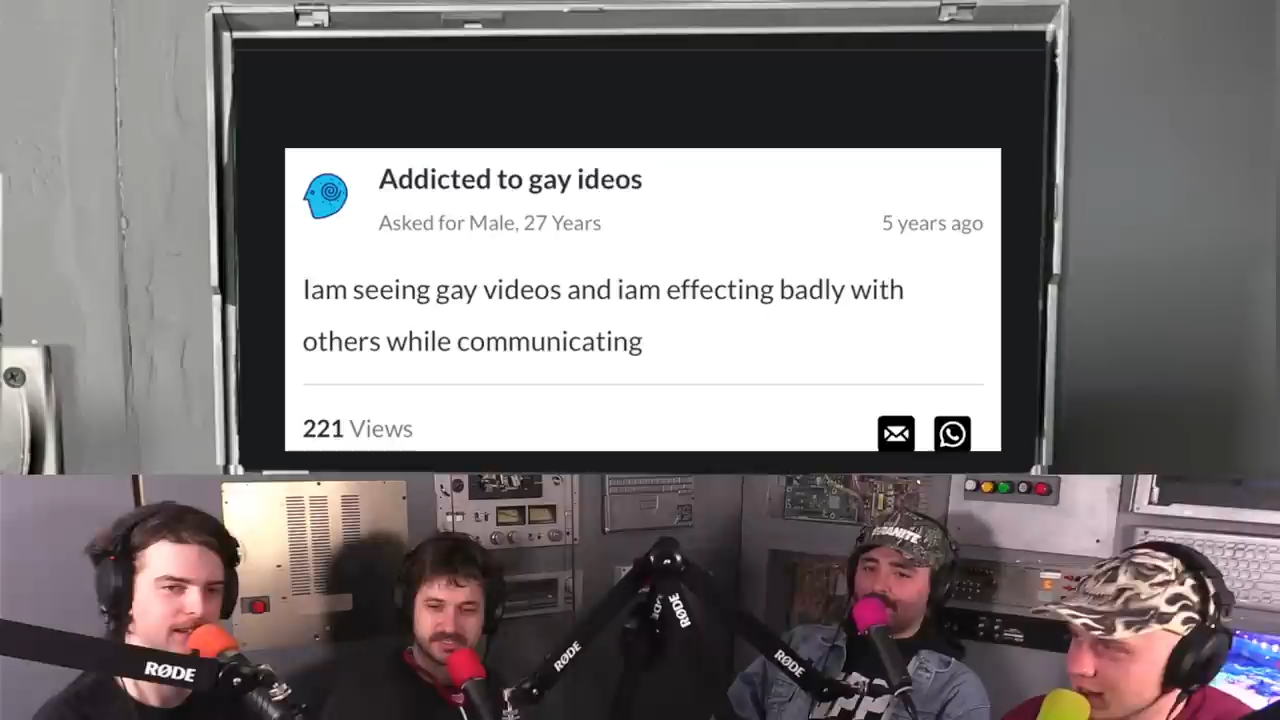 Addicted to gay ideos
Asked for Male, 27 Years
5 years ago
Iam seeing gay videos and iam effecting badly with
others while communicating
221 Views
RØDE
RØDE
RØDE
RØDE